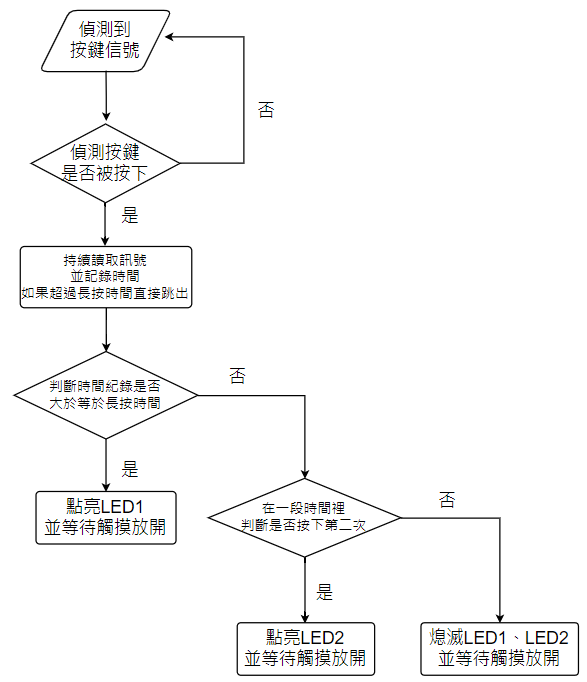 偵測到
按鍵信號
否
偵測按鍵
是否被按下
是
持續讀取訊號
並記錄時間
如果超過長按時間直接跳出
否
判斷時間紀錄是否
大於等於長按時間
是
點亮LED1
並等待觸摸放開
否
在一段時間裡
判斷是否按下第二次
是
點亮LED2
並等待觸摸放開
熄滅LED1、LED2
並等待觸摸放開